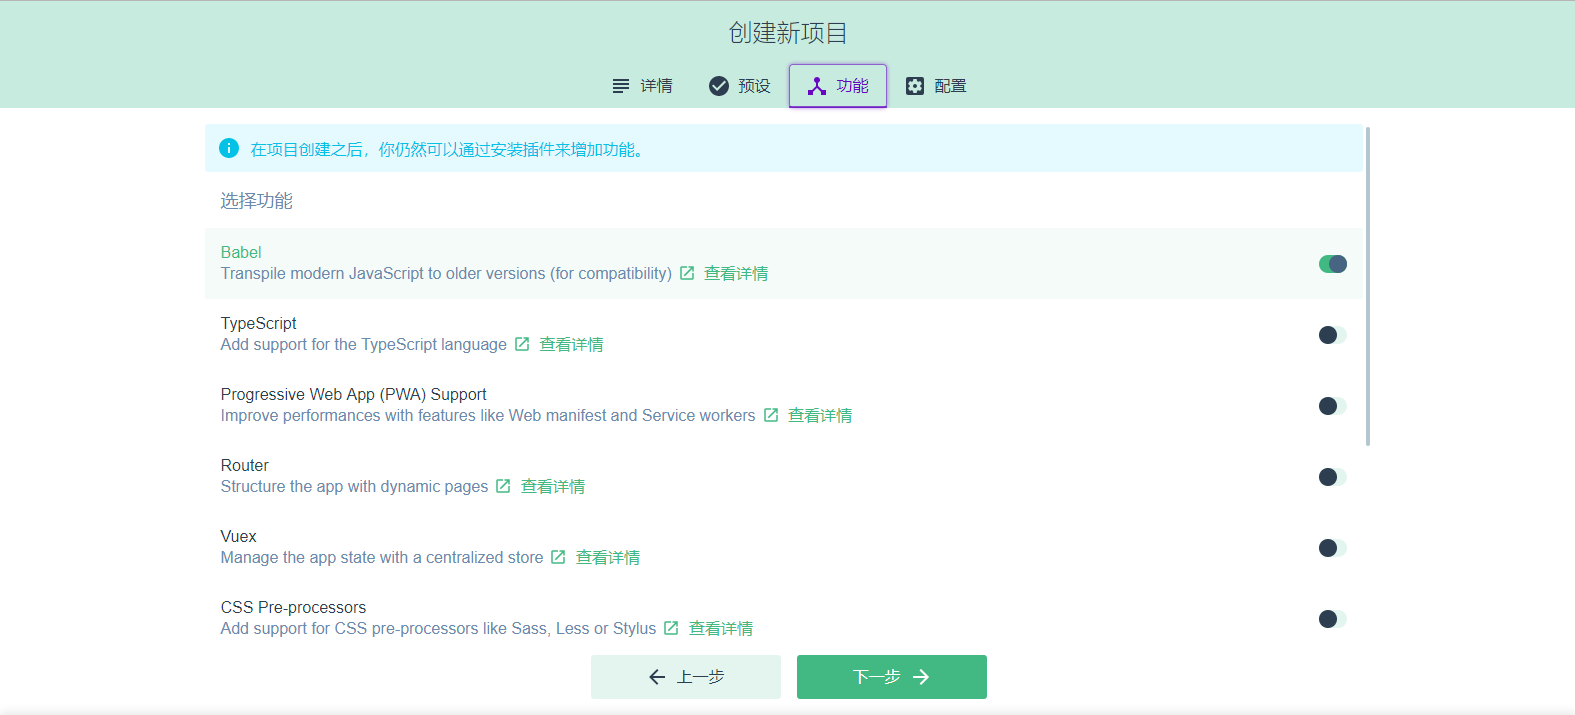 创建新项目
详情 预设 功能 配置
在项目创建之后，你仍然可以通过安装插件来增加功能。
选择功能
Babel
Transpile modern JavaScript to older versions (for compatibility) 查看详情
TypeScript
Add support for the TypeScript language 查看详情
Progressive Web App (PWA) Support
Improve performances with features like Web manifest and Service workers 查看详情
Router
Structure the app with dynamic pages 查看详情
Vuex
Manage the app state with a centralized store 查看详情
CSS Pre-processors
Add support for CSS pre-processors like Sass, Less or Stylus 查看详情
上一步 下一步